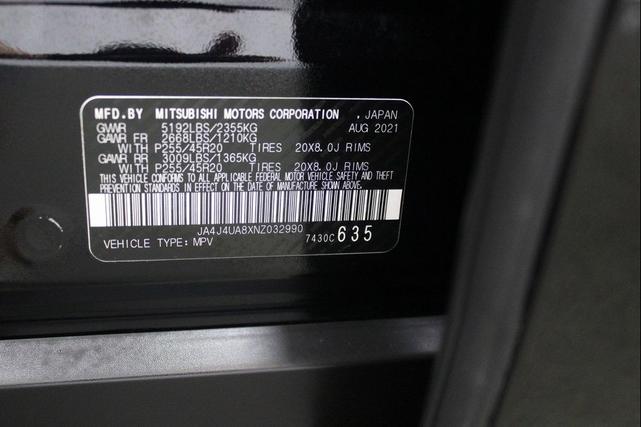 MFD.BY MITSUBISHI MOTORS CORPORATION , JAPAN
GVWR 5192LBS/2355KG AUG 2021
GAWR FR 2668LBS/1210KG
WITH P255/45R20 TIRES 20X8.0J RIMS
GAWR RR 3009LBS/1365KG
WITH P255/45R20 TIRES 20X8.0J RIMS
THIS VEHICLE CONFORMS TO ALL APPLICABLE FEDERAL MOTOR VEHICLE SAFETY AND THEFT
PREVENTION STANDARDS IN EFFECT ON THE DATE OF MANUFACTURE SHOWN ABOVE.
JA4J4UA8XNZ032990
VEHICLE TYPE: MPV 7430C 635